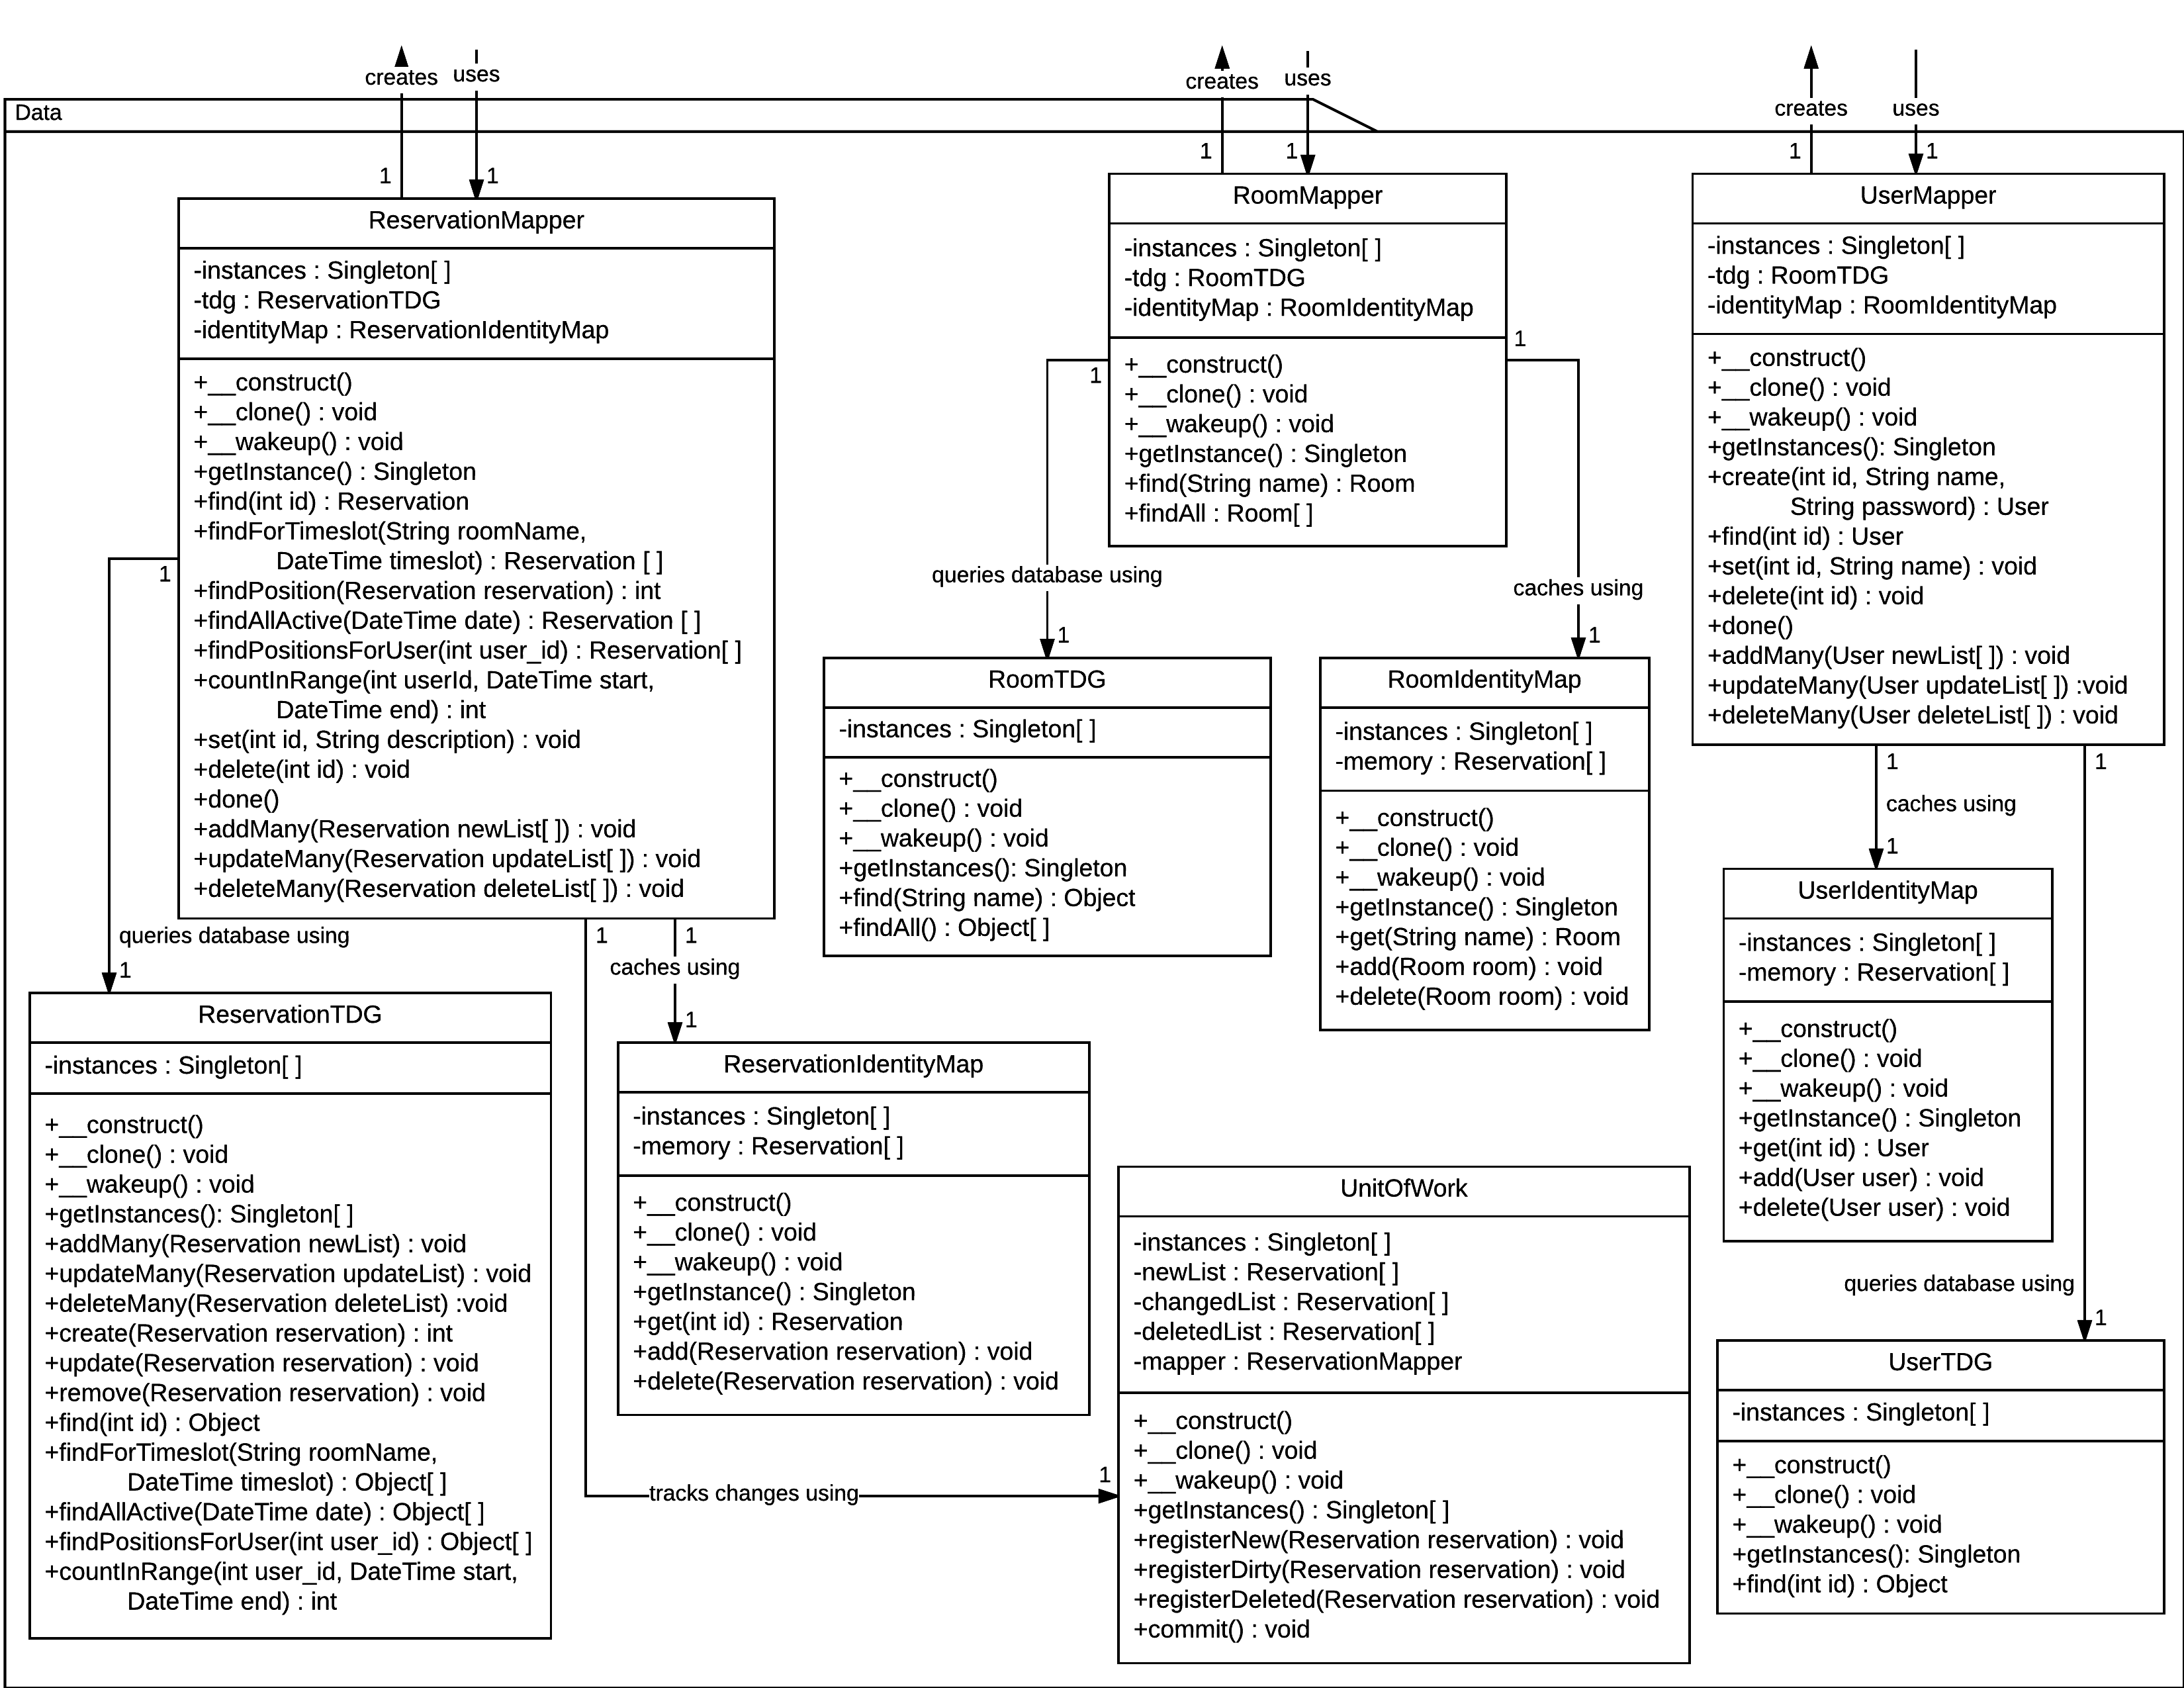 creates
uses
creates
uses
creates
uses
Data
1
1
1
1
1
1
ReservationMapper
-instances : Singleton[ ]
-tdg : ReservationTDG
-identityMap : ReservationIdentityMap
+__construct()
+__clone() : void
+__wakeup() : void
+getInstance() : Singleton
+find(int id) : Reservation
+findForTimeslot(String roomName,
DateTime timeslot) : Reservation [ ]
+findPosition(Reservation reservation) : int
+findAllActive(DateTime date) : Reservation [ ]
+findPositionsForUser(int user_id) : Reservation[ ]
+countInRange(int userId, DateTime start,
DateTime end) : int
+set(int id, String description) : void
+delete(int id) : void
+done()
+addMany(Reservation newList[ ]) : void
+updateMany(Reservation updateList[ ]) : void
+deleteMany(Reservation deleteList[ ]) : void
RoomMapper
-instances : Singleton[ ]
-tdg : RoomTDG
-identityMap : RoomIdentityMap
+__construct()
+__clone() : void
+__wakeup() : void
+getInstance() : Singleton
+find(String name) : Room
+findAll : Room[ ]
UserMapper
-instances : Singleton[ ]
-tdg : RoomTDG
-identityMap : RoomIdentityMap
+__construct()
+__clone() : void
+__wakeup() : void
+getInstances(): Singleton
+create(int id, String name,
String password) : User
+find(int id) : User
+set(int id, String name) : void
+delete(int id) : void
+done()
+addMany(User newList[ ]) : void
+updateMany(User updateList[ ]) :void
+deleteMany(User deleteList[ ]) : void
1
1
1
queries database using
caches using
1
1
RoomTDG
-instances : Singleton[ ]
+__construct()
+__clone() : void
+__wakeup() : void
+getInstances(): Singleton
+find(String name) : Object
+findAll() : Object[ ]
RoomIdentityMap
-instances : Singleton[ ]
-memory : Reservation[ ]
+__construct()
+__clone() : void
+__wakeup() : void
+getInstance() : Singleton
+get(String name) : Room
+add(Room room) : void
+delete(Room room) : void
1
1
caches using
1
UserIdentityMap
-instances : Singleton[ ]
-memory : Reservation[ ]
+__construct()
+__clone() : void
+__wakeup() : void
+getInstance() : Singleton
+get(int id) : User
+add(User user) : void
+delete(User user) : void
queries database using
1
1
1
caches using
1
1
ReservationTDG
-instances : Singleton[ ]
+__construct()
+__clone() : void
+__wakeup() : void
+getInstances(): Singleton[ ]
+addMany(Reservation newList) : void
+updateMany(Reservation updateList) : void
+deleteMany(Reservation deleteList) :void
+create(Reservation reservation) : int
+update(Reservation reservation) : void
+remove(Reservation reservation) : void
+find(int id) : Object
+findForTimeslot(String roomName,
DateTime timeslot) : Object[ ]
+findAllActive(DateTime date) : Object[ ]
+findPositionsForUser(int user_id) : Object[ ]
+countInRange(int user_id, DateTime start,
DateTime end) : int
ReservationIdentityMap
-instances : Singleton[ ]
-memory : Reservation[ ]
+__construct()
+__clone() : void
+__wakeup() : void
+getInstance() : Singleton
+get(int id) : Reservation
+add(Reservation reservation) : void
+delete(Reservation reservation) : void
tracks changes using
1
UnitOfWork
-instances : Singleton[ ]
-newList : Reservation[ ]
-changedList : Reservation[ ]
-deletedList : Reservation[ ]
-mapper : ReservationMapper
+__construct()
+__clone() : void
+__wakeup() : void
+getInstances() : Singleton[ ]
+registerNew(Reservation reservation) : void
+registerDirty(Reservation reservation) : void
+registerDeleted(Reservation reservation) : void
+commit() : void
queries database using
1
UserTDG
-instances : Singleton[ ]
+__construct()
+__clone() : void
+__wakeup() : void
+getInstances(): Singleton
+find(int id) : Object